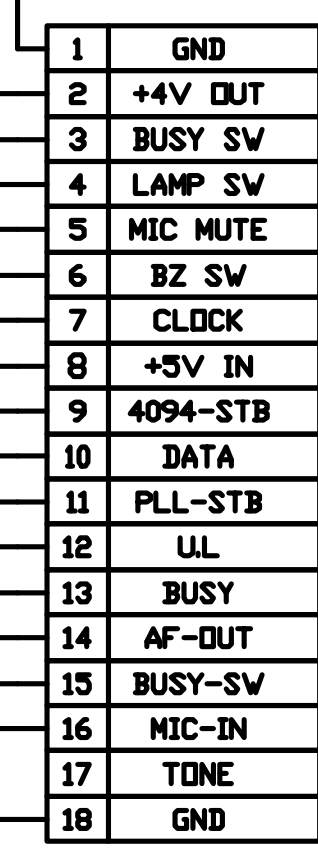 1 GND
2 +4V OUT
3 BUSY SW
4 LAMP SW
5 MIC MUTE
6 BZ SW
7 CLOCK
8 +5V IN
9 4094-STB
10 DATA
11 PLL-STB
12 U.L
13 BUSY
14 AF-OUT
15 BUSY-SW
16 MIC-IN
17 TONE
18 GND